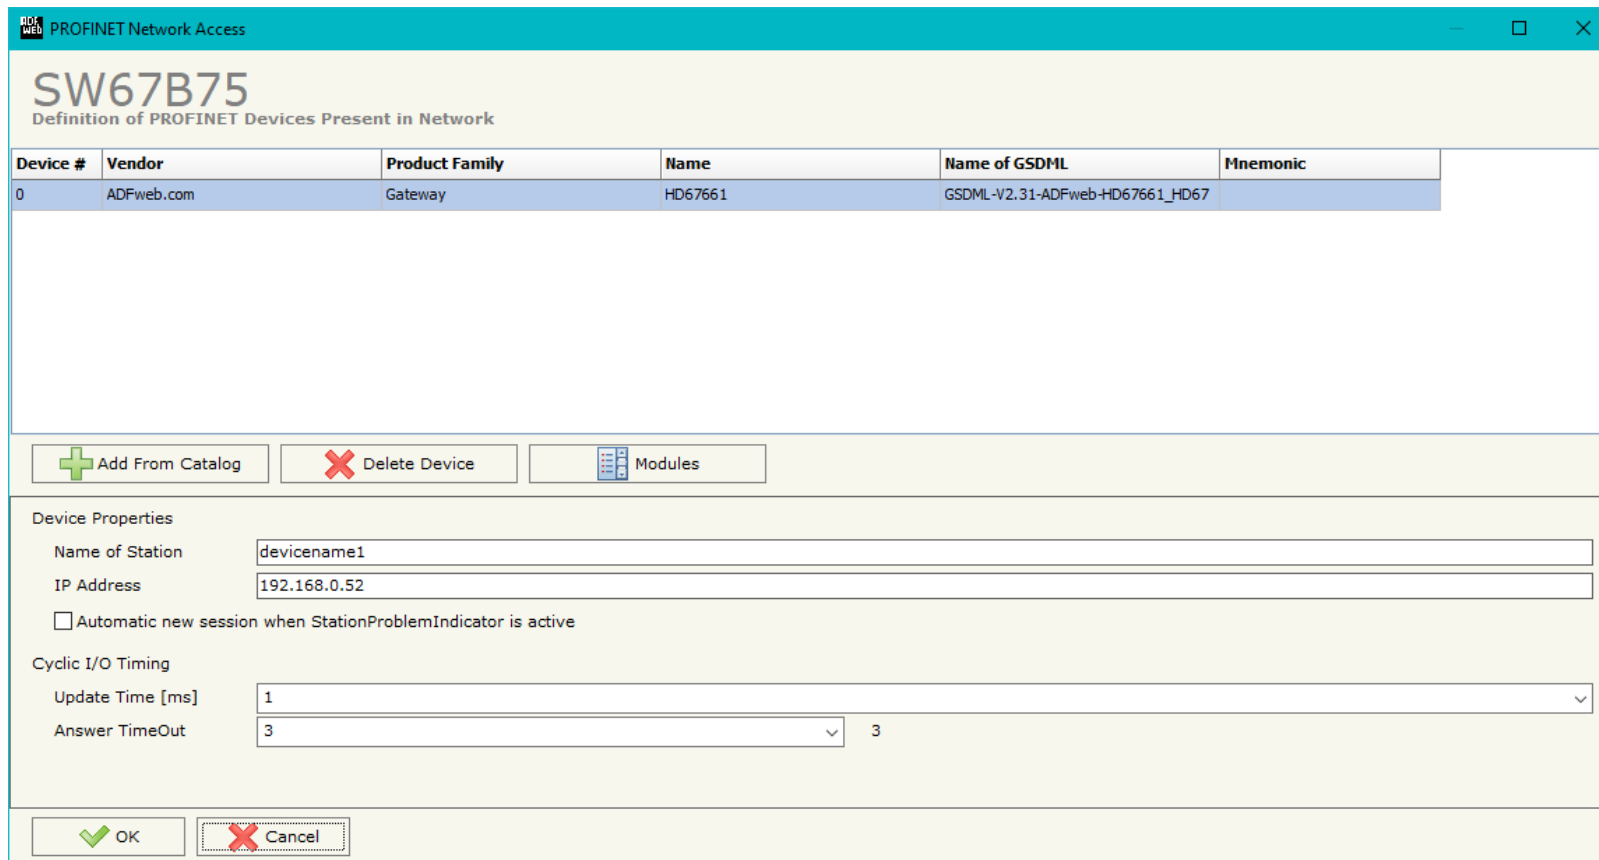 ADF WEB PROFINET Network Access
SW67B75
Definition of PROFINET Devices Present in Network
Device # Vendor Product Family Name Name of GSDML Mnemonic
0 ADFweb.com Gateway HD67661 GSDML-V2.31-ADFweb-HD67661_HD67
Add From Catalog Delete Device Modules
Device Properties
Name of Station devicename1
IP Address 192.168.0.52
Automatic new session when StationProblemIndicator is active
Cyclic I/O Timing
Update Time [ms] 1
Answer TimeOut 3 3
OK Cancel